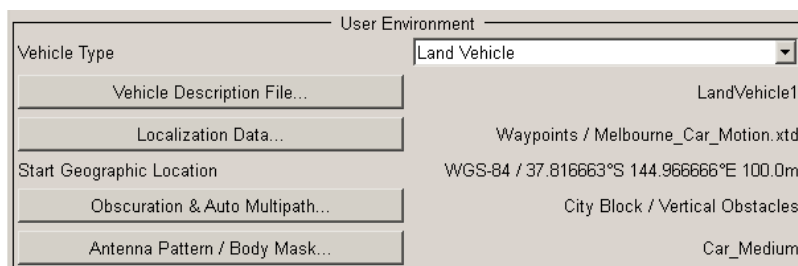 User Environment
Vehicle Type Land Vehicle
Vehicle Description File... LandVehicle1
Localization Data... Waypoints / Melbourne_Car_Motion.xtd
Start Geographic Location WGS-84 / 37.816663°S 144.966666°E 100.0m
Obscuration & Auto Multipath... City Block / Vertical Obstacles
Antenna Pattern / Body Mask... Car_Medium